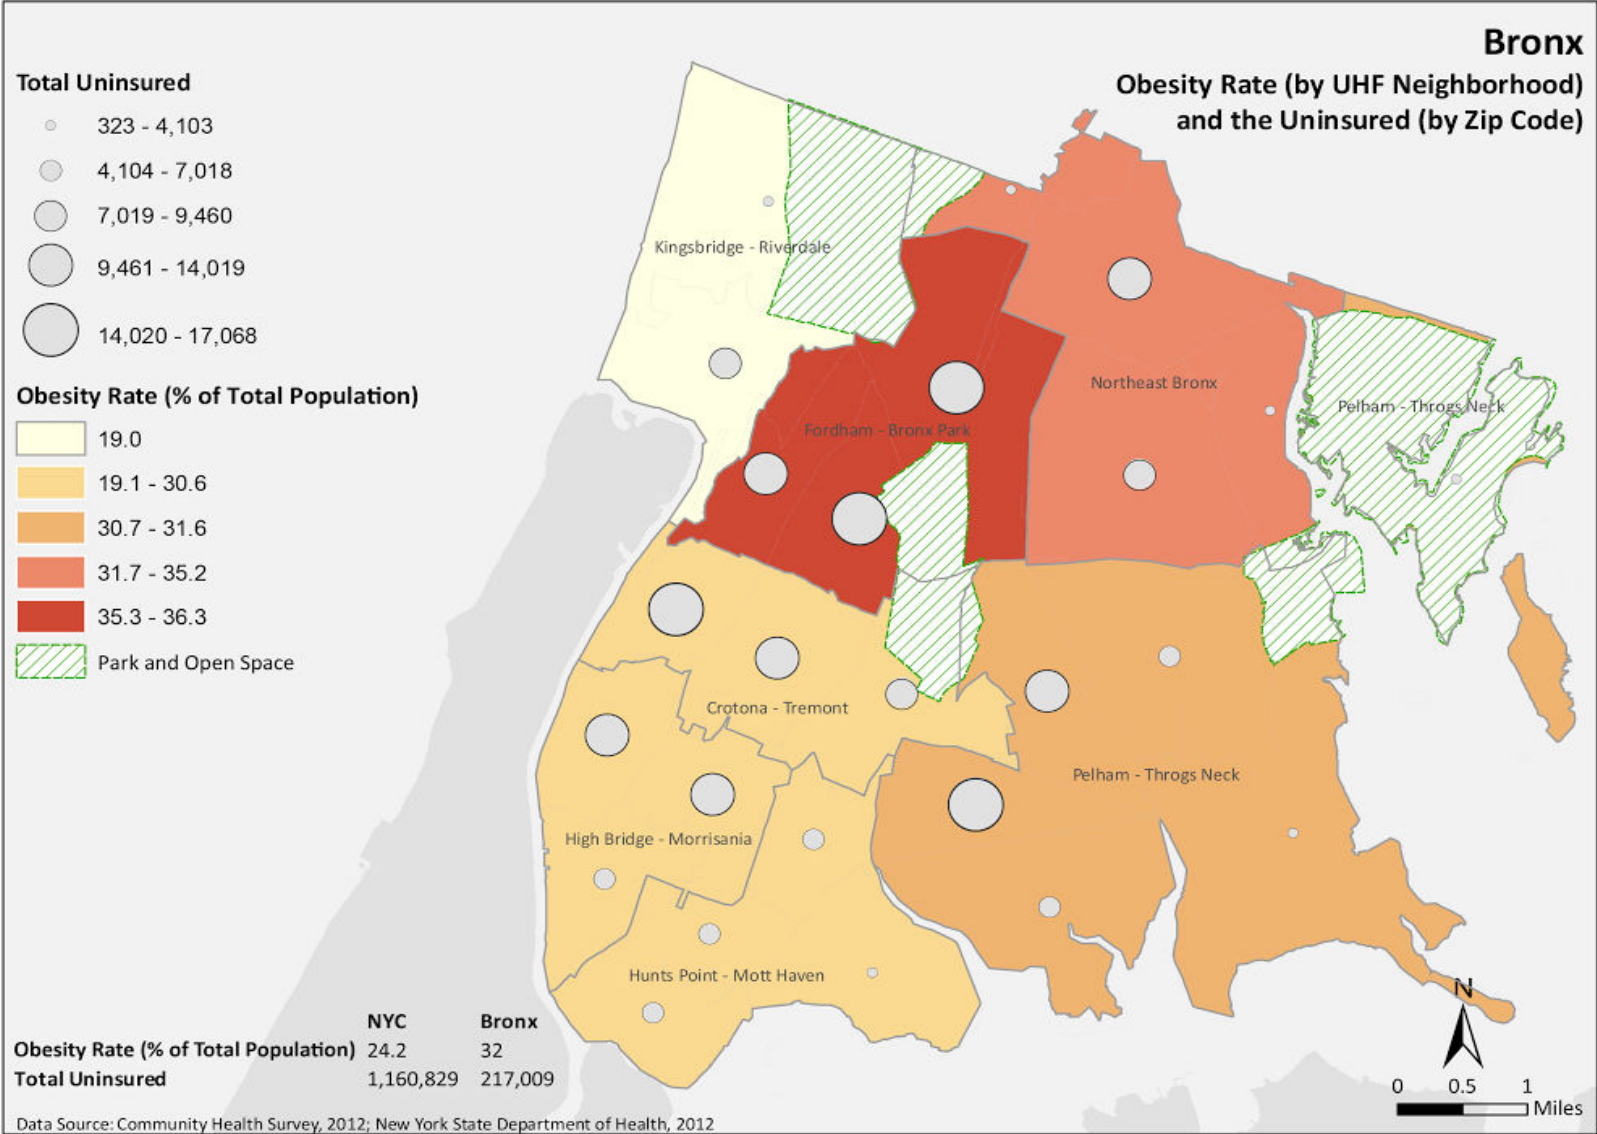 Bronx
Obesity Rate (by UHF Neighborhood)
and the Uninsured (by Zip Code)
Total Uninsured
323 - 4,103
4,104 - 7,018
7,019 - 9,460
9,461 - 14,019
14,020 - 17,068
Obesity Rate (% of Total Population)
19.0
19.1 - 30.6
30.7 - 31.6
31.7 - 35.2
35.3 - 36.3
Park and Open Space
Kingsbridge - Riverdale
Northeast Bronx
Pelham - Throgs Neck
Fordham - Bronx Park
Crotona - Tremont
Pelham - Throgs Neck
High Bridge - Morrisania
Hunts Point - Mott Haven
N
0 0.5 1
Miles
NYC Bronx
Obesity Rate (% of Total Population) 24.2 32
Total Uninsured 1,160,829 217,009
Data Source: Community Health Survey, 2012; New York State Department of Health, 2012